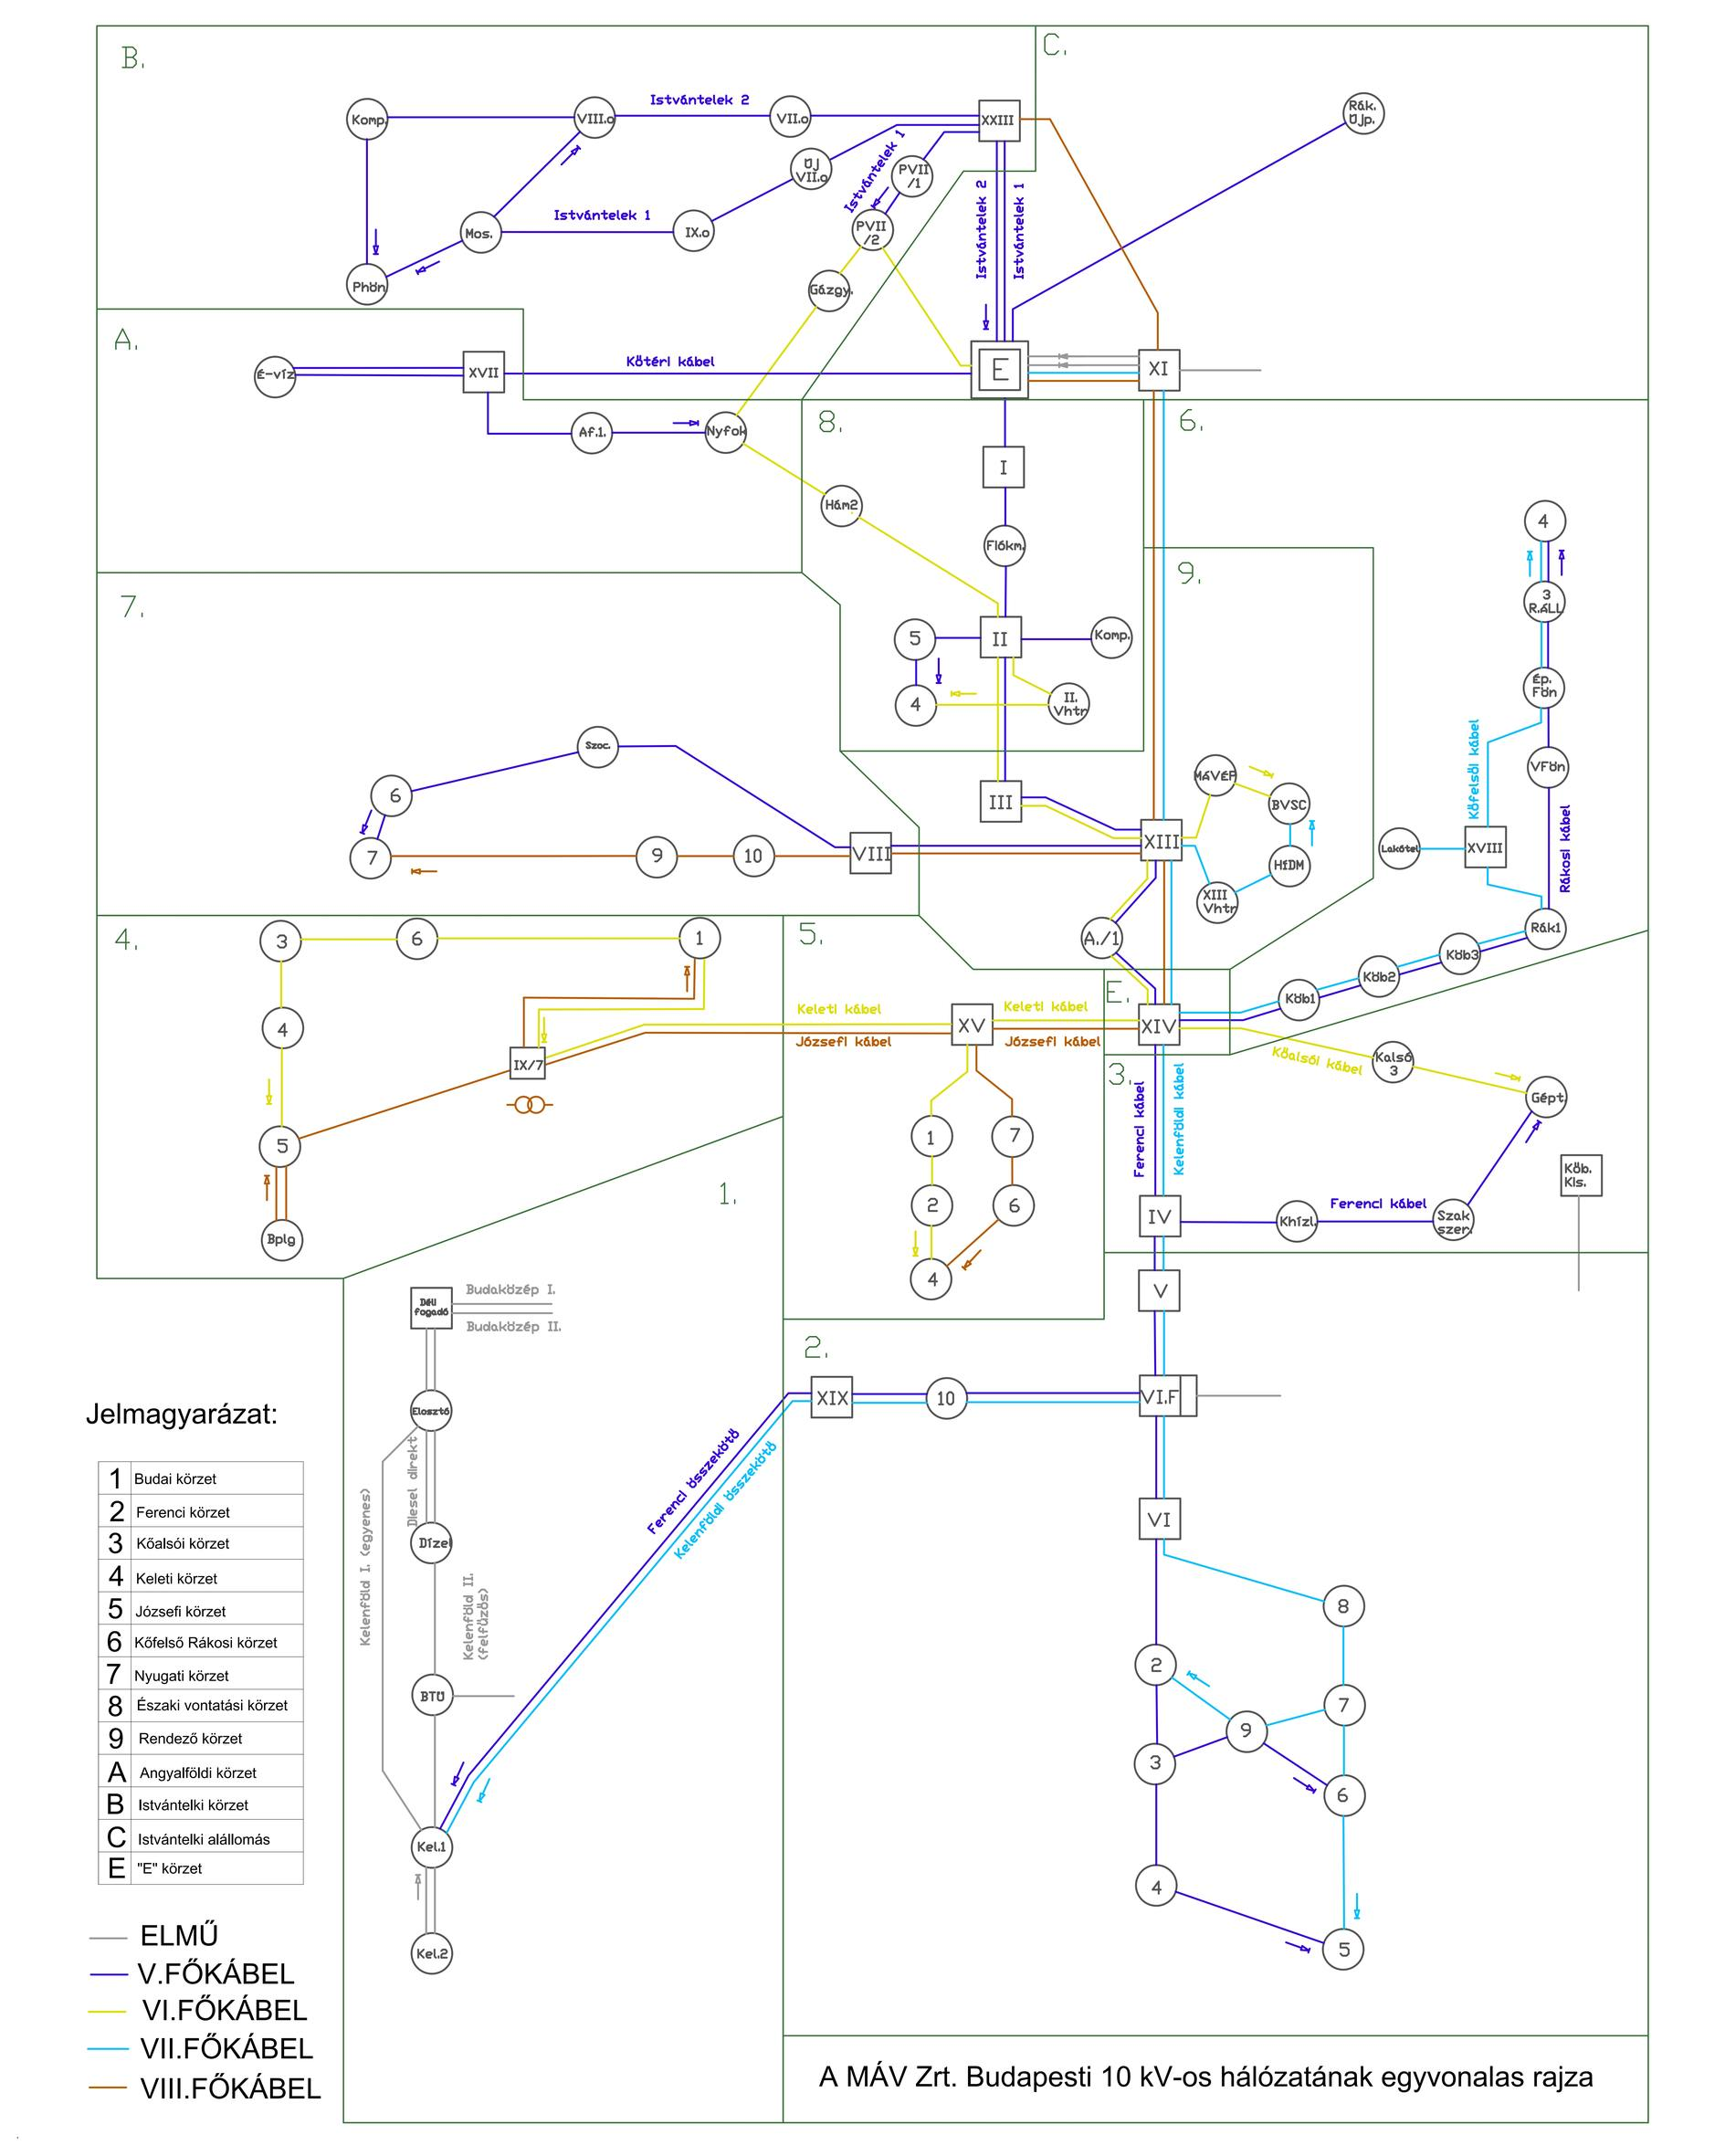 B.
C.
Komp.
VIII.o
Istvántelek 2
VII.o
XXIII
Rák.
Újp.
ÚJ
VII.o
Istvántelek 1
PVII
/1
Istvántelek 2
Istvántelek 1
Mos.
Istvántelek 1
IX.o
PVII
/2
Phön
Gázgy.
A.
É-víz
XVII
Kötéri kábel
E
XI
Af.1.
Nyfok
8.
6.
I
Hám2
Fiókm.
4
9.
3
R.ÁLL
7.
5
II
Komp.
Ép.
Fön
4
II.
Vhtr
Szoc.
VFön
6
III
MÁVÉP
BVSC
Kőfelsői kábel
Rákosi kábel
7
9
10
VIII
XIII
HfDM
Lakótel
XVIII
XIII
Vhtr
4.
3
6
1
5.
A./1
Rák1
Köb3
Köb2
Köb1
E.
4
Keleti kábel
XV
Keleti kábel
XIV
Józsefi kábel
Józsefi kábel
IX/7
Kőalsói kábel
Kalsó
3
3.
Gépt
Ferenci kábel
Kelenföldi kábel
5
1
7
Köb.
Kis.
1.
2
6
IV
Khízl.
Ferenci kábel
Szak
szer.
Bplg
4
Déli
fogadó
Budaközép I.
Budaközép II.
V
2.
Elosztó
XIX
10
VI.F
Jelmagyarázat:
Diesel direkt
Ferenci összekötő
Kelenföldi összekötő
1 Budai körzet
2 Ferenci körzet
3 Kőalsói körzet
4 Keleti körzet
5 Józsefi körzet
6 Kőfelső Rákosi körzet
7 Nyugati körzet
8 Északi vontatási körzet
9 Rendező körzet
A Angyalföldi körzet
B Istvántelki körzet
C Istvántelki alállomás
E "E" körzet
Kelenföld I. (egyenes)
Dízel
Kelenföld II.
(felfűzös)
BTÜ
Kel.1
Kel.2
VI
8
2
7
9
3
6
4
5
ELMŰ
V.FŐKÁBEL
VI.FŐKÁBEL
VII.FŐKÁBEL
VIII.FŐKÁBEL
A MÁV Zrt. Budapesti 10 kV-os hálózatának egyvonalas rajza